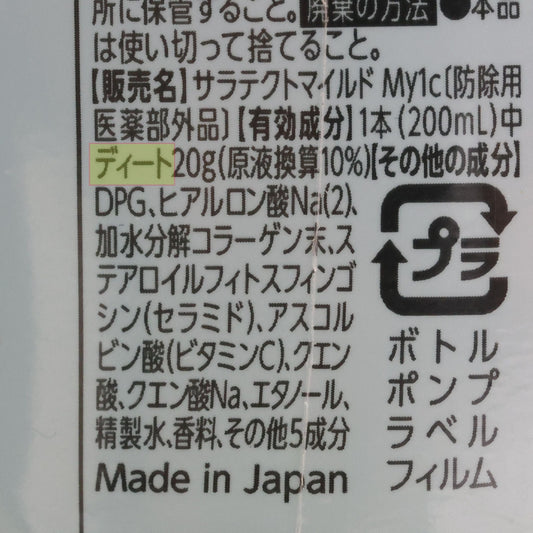 所に保管すること。廃棄の方法 ●本品
は使い切って捨てること。
【販売名】サラテクトマイルド My1c〔防除用
医薬部外品〕【有効成分】1本(200mL)中
ディート20g(原液換算10%)【その他の成分】
DPG、ヒアルロン酸Na(2)、
加水分解コラーゲン末、ス
テアロイルフィトスフィンゴ
シン(セラミド)、アスコル
ビン酸(ビタミンC)、クエン
酸、クエン酸Na、エタノール、
精製水、香料、その他5成分
Made in Japan
プラ
ボトル
ポンプ
ラベル
フィルム